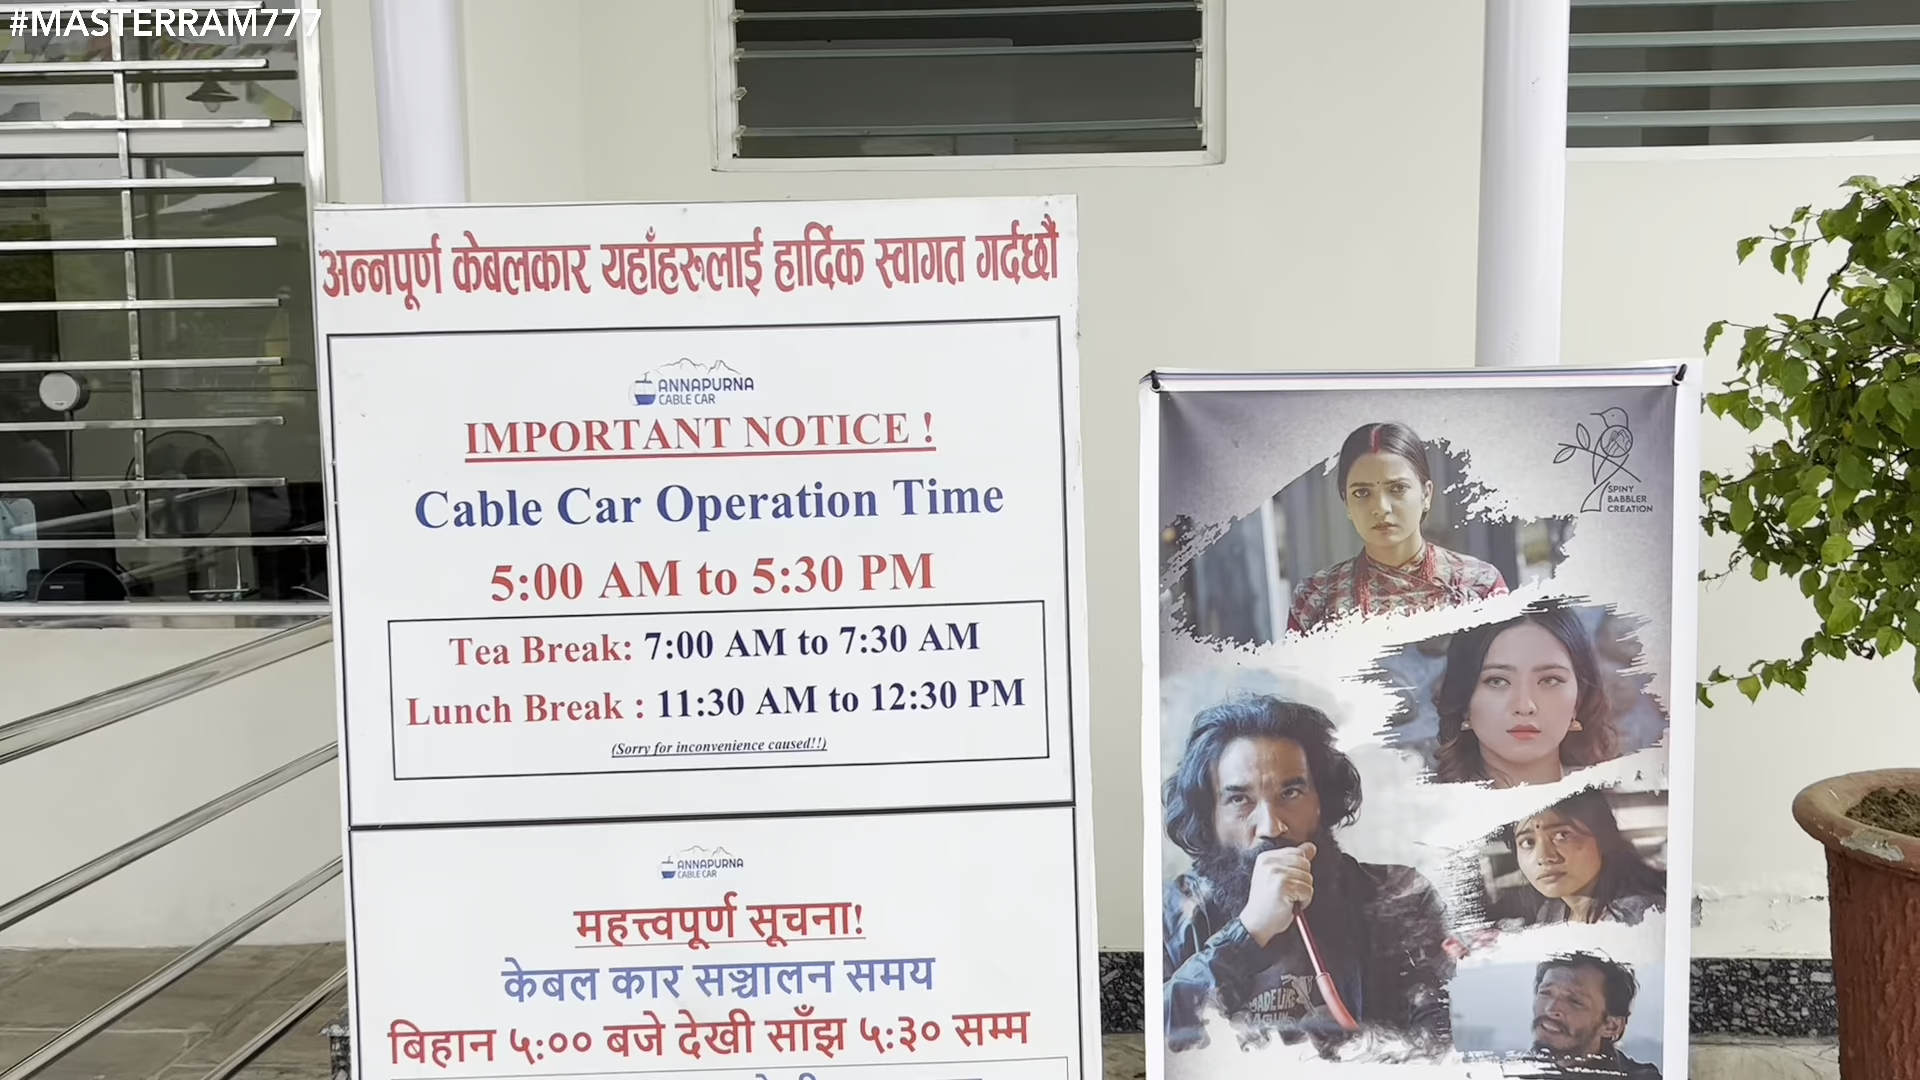 #MASTERRAM777
अन्नपूर्ण केबलकार यहाँहरुलाई हार्दिक स्वागत गर्दछौं
ANNAPURNA
CABLE CAR
IMPORTANT NOTICE !
Cable Car Operation Time
5:00 AM to 5:30 PM
Tea Break: 7:00 AM to 7:30 AM
Lunch Break : 11:30 AM to 12:30 PM
(Sorry for inconvenience caused!!)
ANNAPURNA
CABLE CAR
महत्त्वपूर्ण सूचना!
केबल कार सञ्चालन समय
बिहान ५:०० बजे देखी साँझ ५:३० सम्म
SPINY
BABBLER
CREATION
MADE LIKE